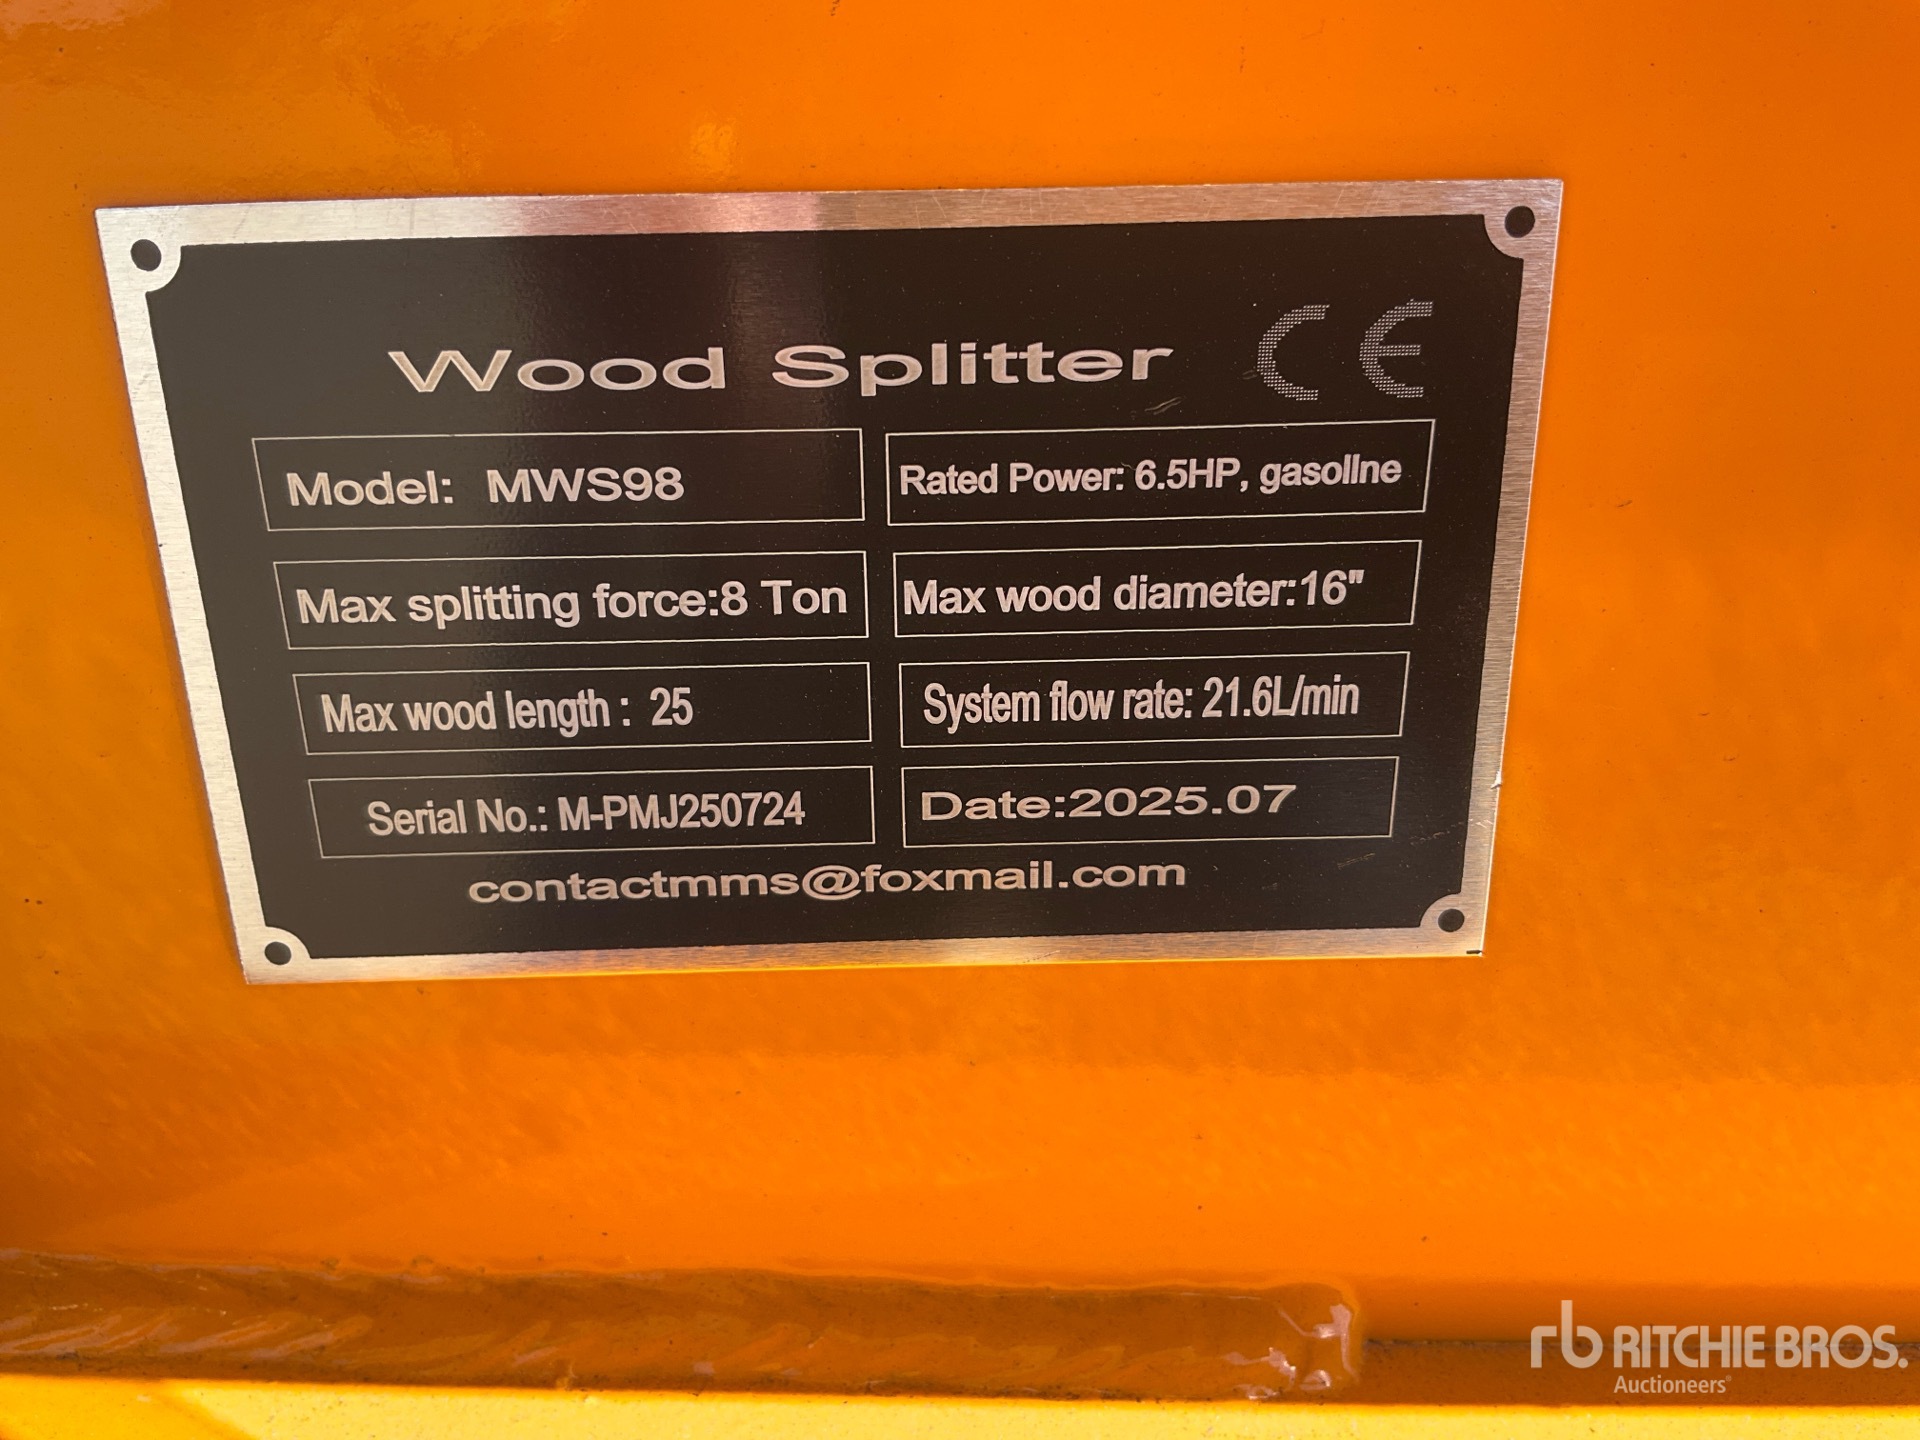 Wood Splitter CE
Model: MWS98
Rated Power: 6.5HP, gasollne
Max splitting force:8 Ton
Max wood diameter:16"
Max wood length : 25
System flow rate: 21.6L/min
Serial No.: M-PMJ250724
Date:2025.07
contactmms@foxmail.com
rb RITCHIE BROS.
Auctioneers